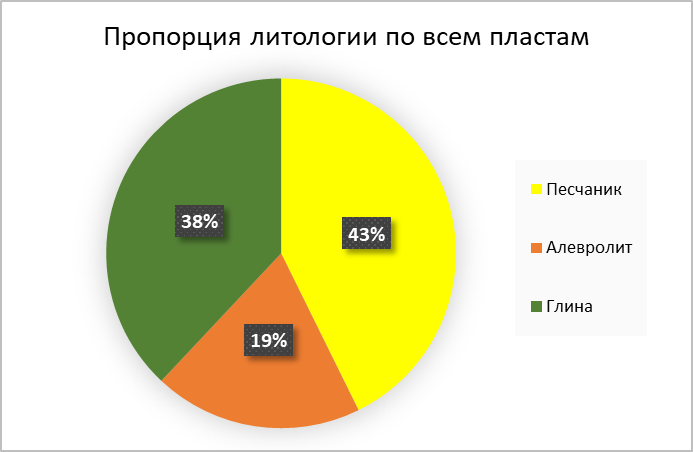 Пропорция литологии по всем пластам
38%
43%
19%
Песчаник
Алевролит
Глина